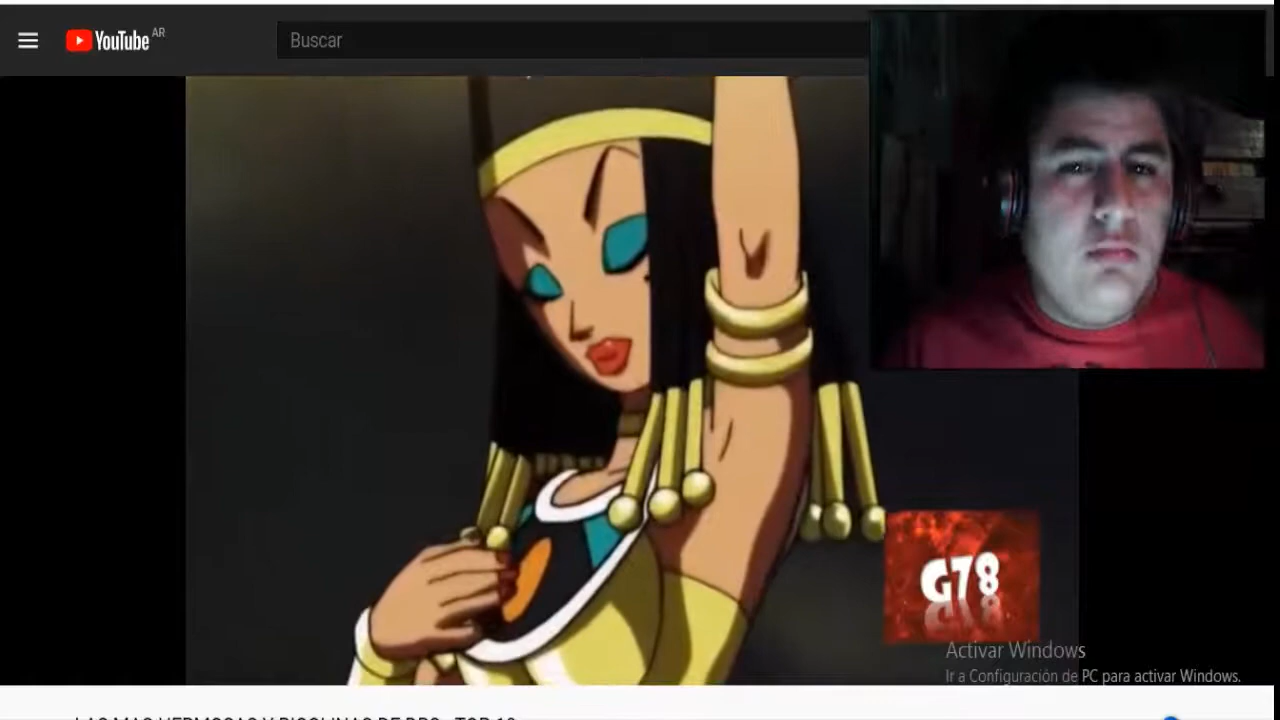 YouTube AR
Buscar
G78
Activar Windows
Ir a Configuración de PC para activar Windows.